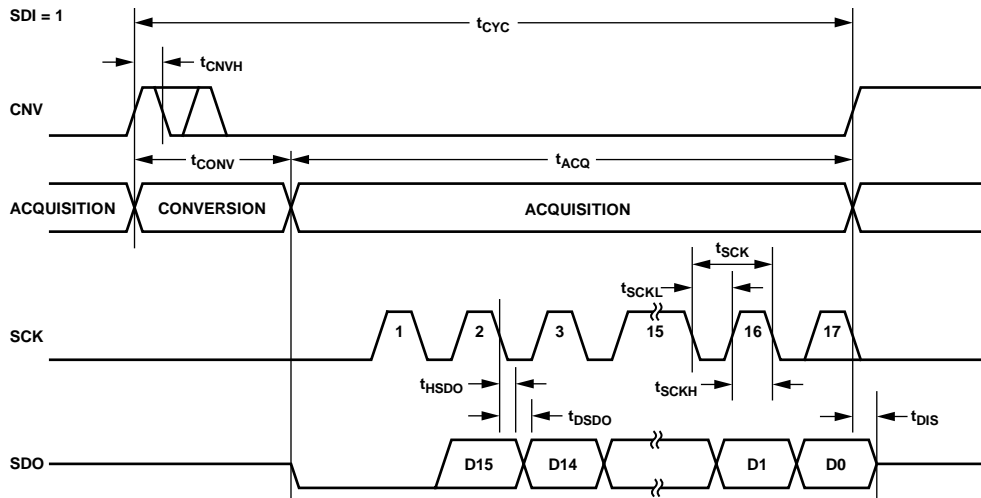 SDI = 1
tCYC
tCNVH
CNV
tCONV
tACQ
ACQUISITION
CONVERSION
ACQUISITION
tSCK
tSCKL
SCK
1
2
3
15
16
17
tHSDO
tSCKH
tDSDO
tDIS
SDO
D15
D14
D1
D0